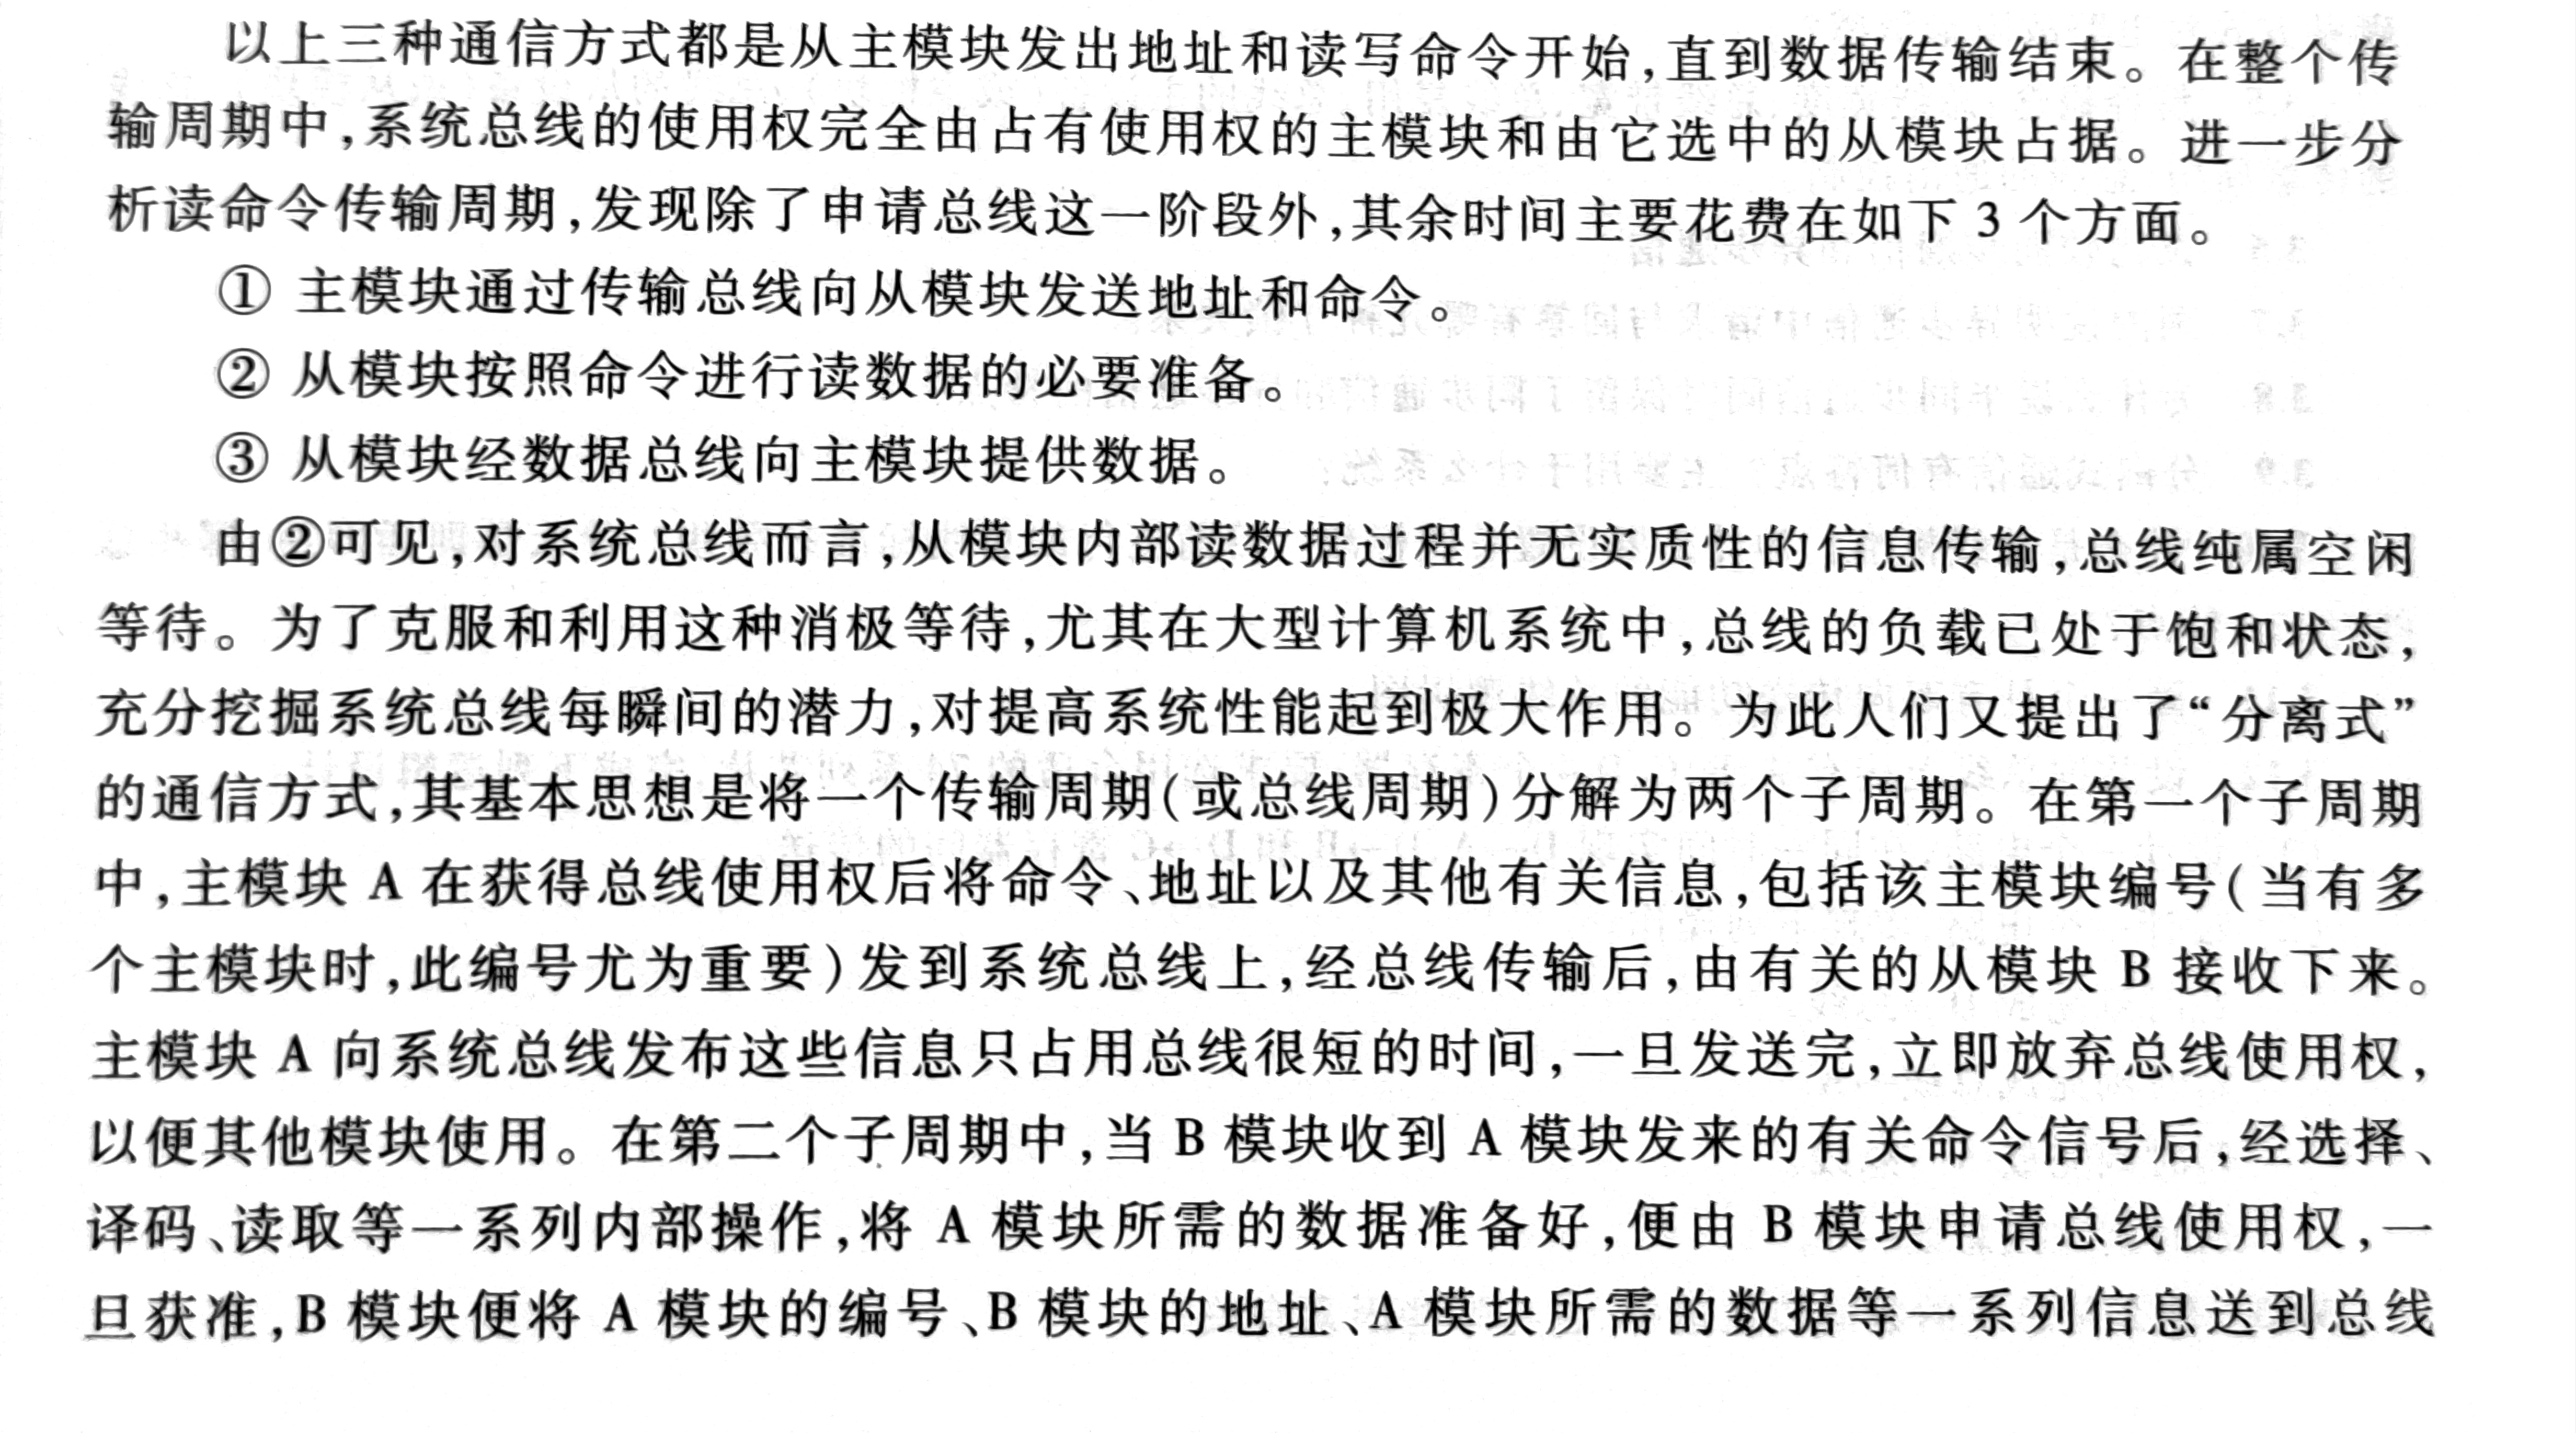 以上三种通信方式都是从主模块发出地址和读写命令开始,直到数据传输结束。在整个传
输周期中,系统总线的使用权完全由占有使用权的主模块和由它选中的从模块占据。进一步分
析读命令传输周期,发现除了申请总线这一阶段外,其余时间主要花费在如下 3 个方面。
① 主模块通过传输总线向从模块发送地址和命令。
② 从模块按照命令进行读数据的必要准备。
③ 从模块经数据总线向主模块提供数据。
由②可见,对系统总线而言,从模块内部读数据过程并无实质性的信息传输,总线纯属空闲
等待。为了克服和利用这种消极等待,尤其在大型计算机系统中,总线的负载已处于饱和状态,
充分挖掘系统总线每瞬间的潜力,对提高系统性能起到极大作用。为此人们又提出了“分离式”
的通信方式,其基本思想是将一个传输周期(或总线周期)分解为两个子周期。在第一个子周期
中,主模块 A 在获得总线使用权后将命令、地址以及其他有关信息,包括该主模块编号(当有多
个主模块时,此编号尤为重要)发到系统总线上,经总线传输后,由有关的从模块 B 接收下来。
主模块 A 向系统总线发布这些信息只占用总线很短的时间,一旦发送完,立即放弃总线使用权,
以便其他模块使用。在第二个子周期中,当 B 模块收到 A 模块发来的有关命令信号后,经选择、
译码、读取等一系列内部操作,将 A 模块所需的数据准备好,便由 B 模块申请总线使用权,一
旦获准,B 模块便将 A 模块的编号、B 模块的地址、A 模块所需的数据等一系列信息送到总线